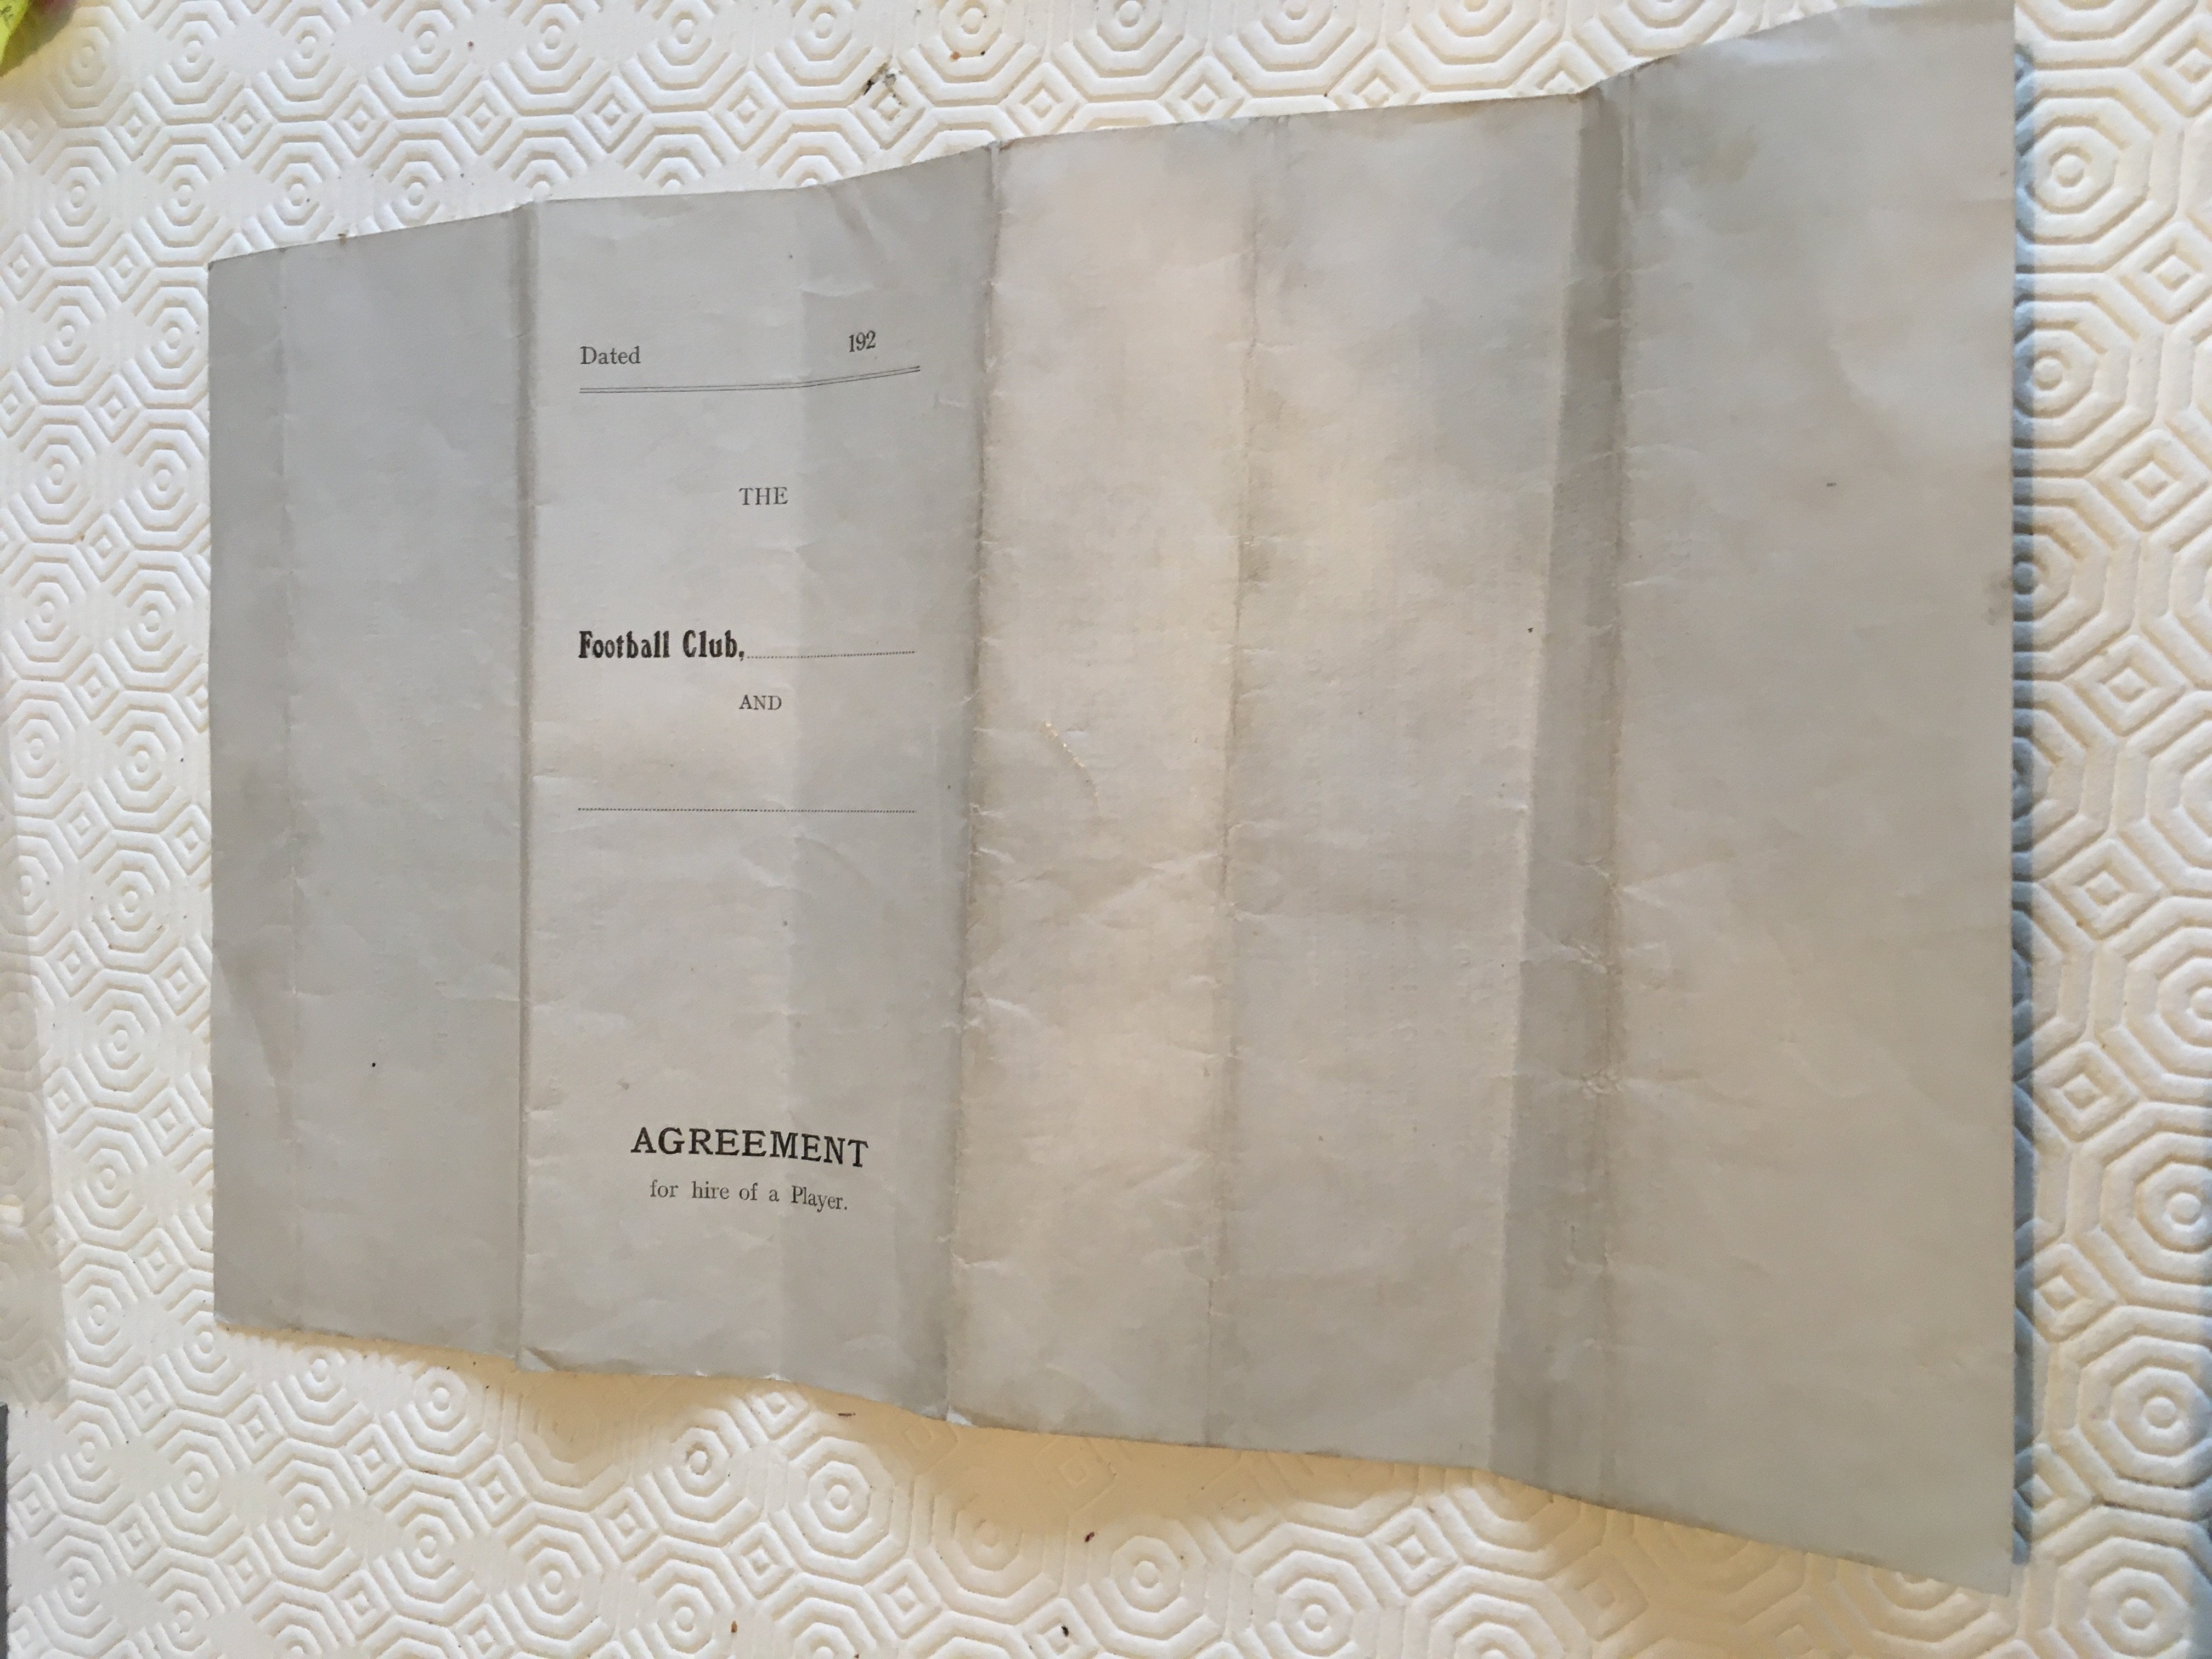 Dated 192
THE
Football Club,
AND
AGREEMENT
for hire of a Player.